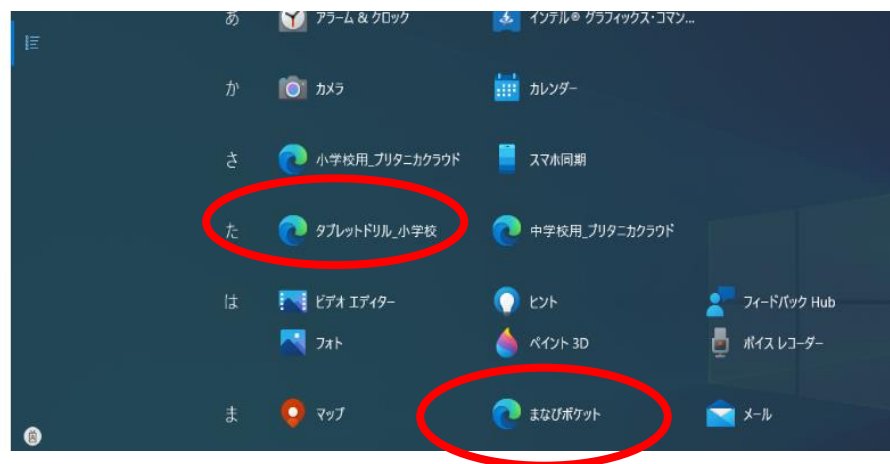 あ アラーム & クロック インテル® グラフィックス・コマン...
か カメラ カレンダー
さ 小学校用_ブリタニカクラウド スマホ同期
た タブレットドリル_小学校 中学校用_ブリタニカクラウド
は ビデオ エディター ヒント フィードバック Hub
フォト ペイント 3D ボイス レコーダー
ま マップ まなびポケット メール